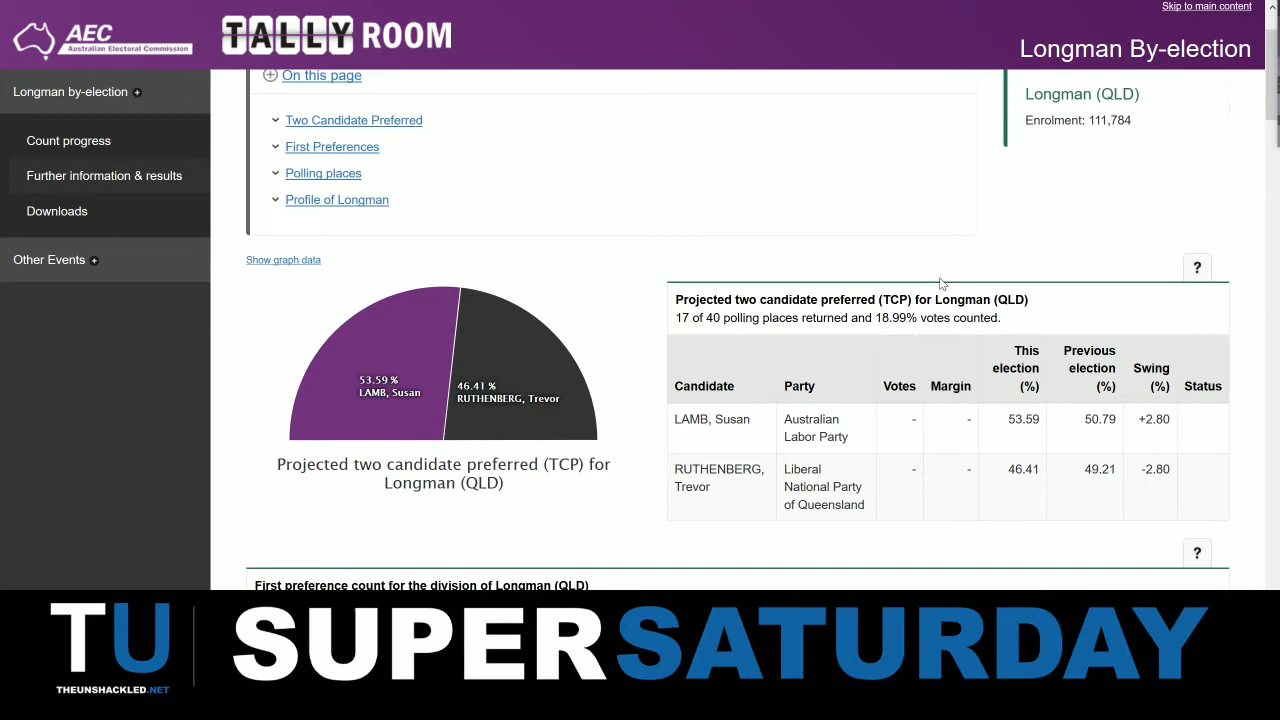 Skip to main content
AEC
Australian Electoral Commission
TALLY ROOM
Longman By-election
Longman by-election
Count progress
Further information & results
Downloads
Other Events
On this page
Two Candidate Preferred
First Preferences
Polling places
Profile of Longman
Longman (QLD)
Enrolment: 111,784
Show graph data
53.59 %
LAMB, Susan
46.41 %
RUTHENBERG, Trevor
Projected two candidate preferred (TCP) for
Longman (QLD)
?
Projected two candidate preferred (TCP) for Longman (QLD)
17 of 40 polling places returned and 18.99% votes counted.
Candidate Party Votes Margin This election (%) Previous election (%) Swing (%) Status
LAMB, Susan Australian Labor Party - - 53.59 50.79 +2.80
RUTHENBERG, Trevor Liberal National Party of Queensland - - 46.41 49.21 -2.80
?
First preference count for the division of Longman (QLD)
TU
THEUNSHACKLED.NET
SUPERSATURDAY